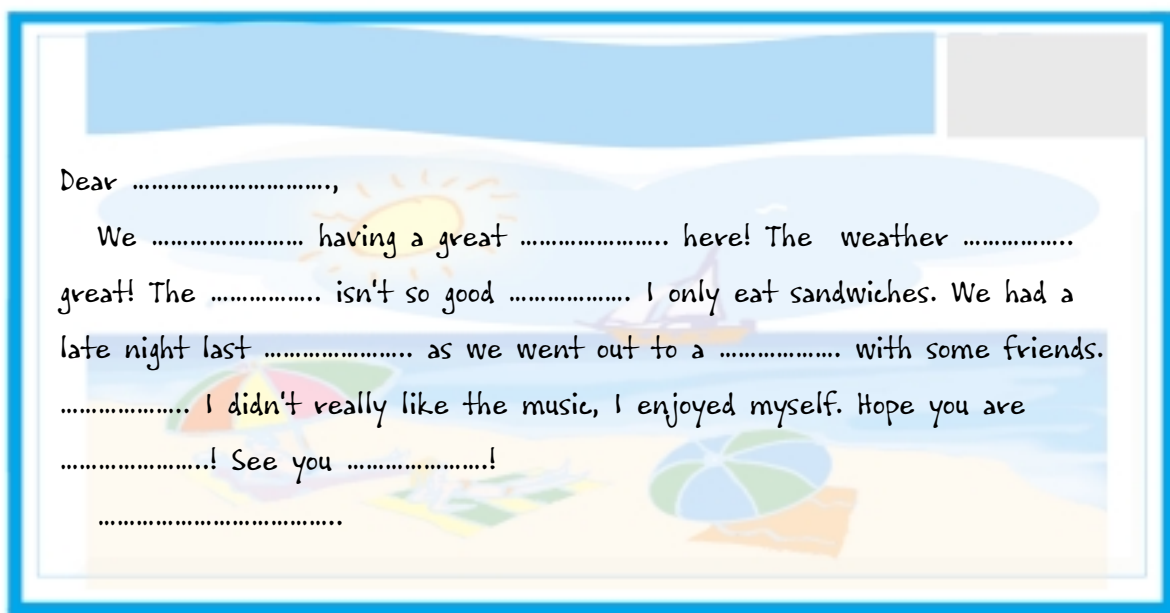 Dear ……………………………,
We …………………… having a great ………………….. here! The weather ……………..
great! The …………….. isn't so good ………………. I only eat sandwiches. We had a
late night last ………………….. as we went out to a ………………. with some friends.
……………….. I didn't really like the music, I enjoyed myself. Hope you are
…………………..! See you ………………….!
………………………………..